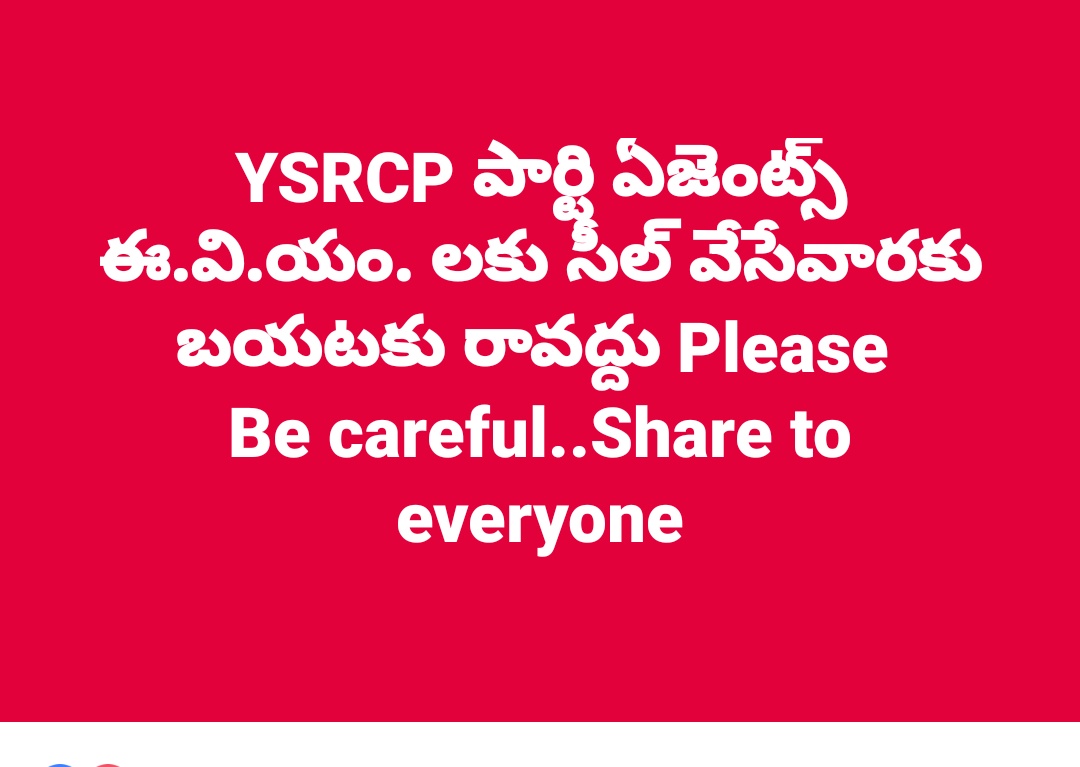 YSRCP పార్టి ఏజెంట్స్
ఈ.వి.యం. లకు సీల్ వేసేవారకు
బయటకు రావద్దు Please
Be careful..Share to
everyone